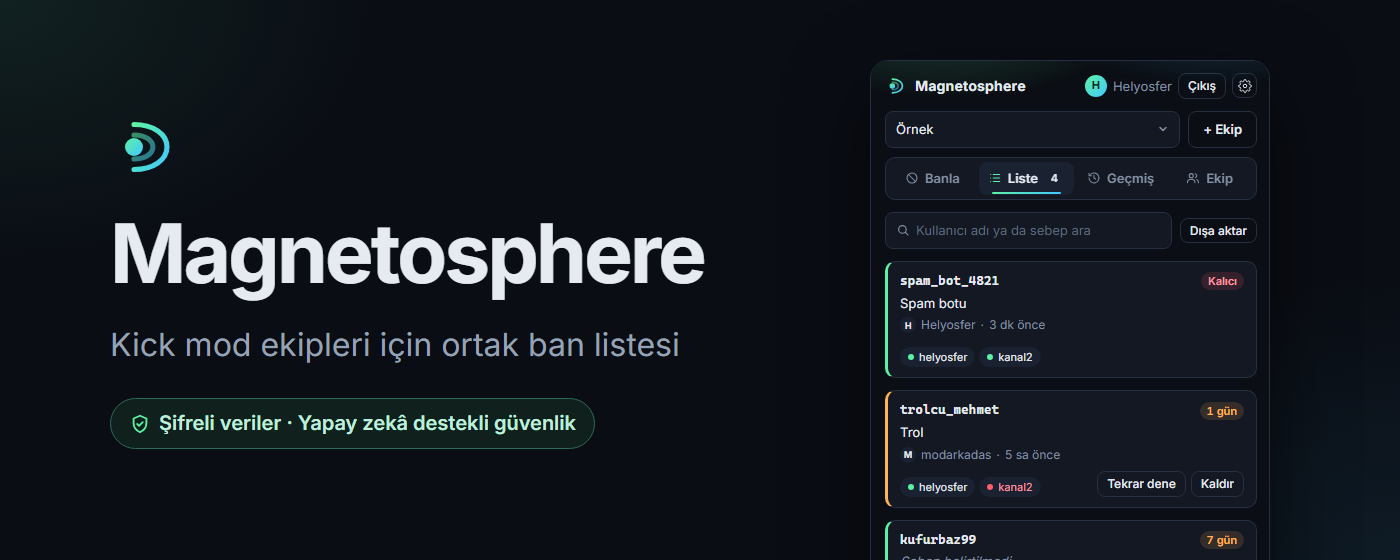 Magnetosphere
Kick mod ekipleri için ortak ban listesi
Şifreli veriler · Yapay zekâ destekli güvenlik
Magnetosphere
H Helyosfer Çıkış
Örnek
+ Ekip
Banla Liste 4 Geçmiş Ekip
Kullanıcı adı ya da sebep ara
Dışa aktar
spam_bot_4821 Kalıcı
Spam botu
H Helyosfer · 3 dk önce
helyosfer kanal2
trolcu_mehmet 1 gün
Trol
M modarkadas · 5 sa önce
helyosfer kanal2 Tekrar dene Kaldır
kufurbaz99 7 gün